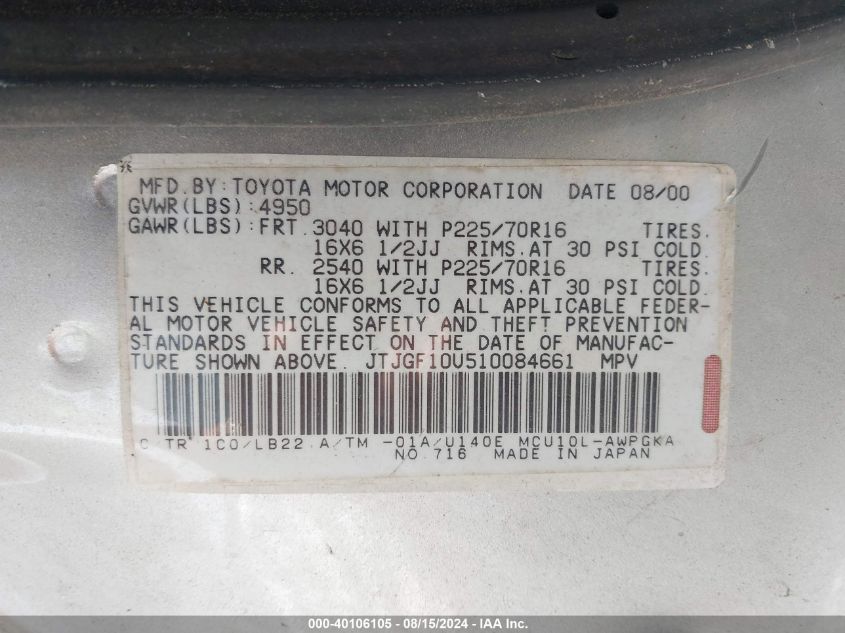 MFD.BY:TOYOTA MOTOR CORPORATION DATE 08/00
GVWR(LBS):4950
GAWR(LBS):FRT.3040 WITH P225/70R16 TIRES.
16X6 1/2JJ RIMS.AT 30 PSI COLD.
RR. 2540 WITH P225/70R16 TIRES.
16X6 1/2JJ RIMS.AT 30 PSI COLD.
THIS VEHICLE CONFORMS TO ALL APPLICABLE FEDER-
AL MOTOR VEHICLE SAFETY AND THEFT PREVENTION
STANDARDS IN EFFECT ON THE DATE OF MANUFAC-
TURE SHOWN ABOVE. JTJGF10U510084661 MPV
C/TR 1C0/LB22 A/TM -01A/U140E MCU10L-AWPGKA
NO.716 MADE IN JAPAN
000-40106105 - 08/15/2024 - IAA Inc.